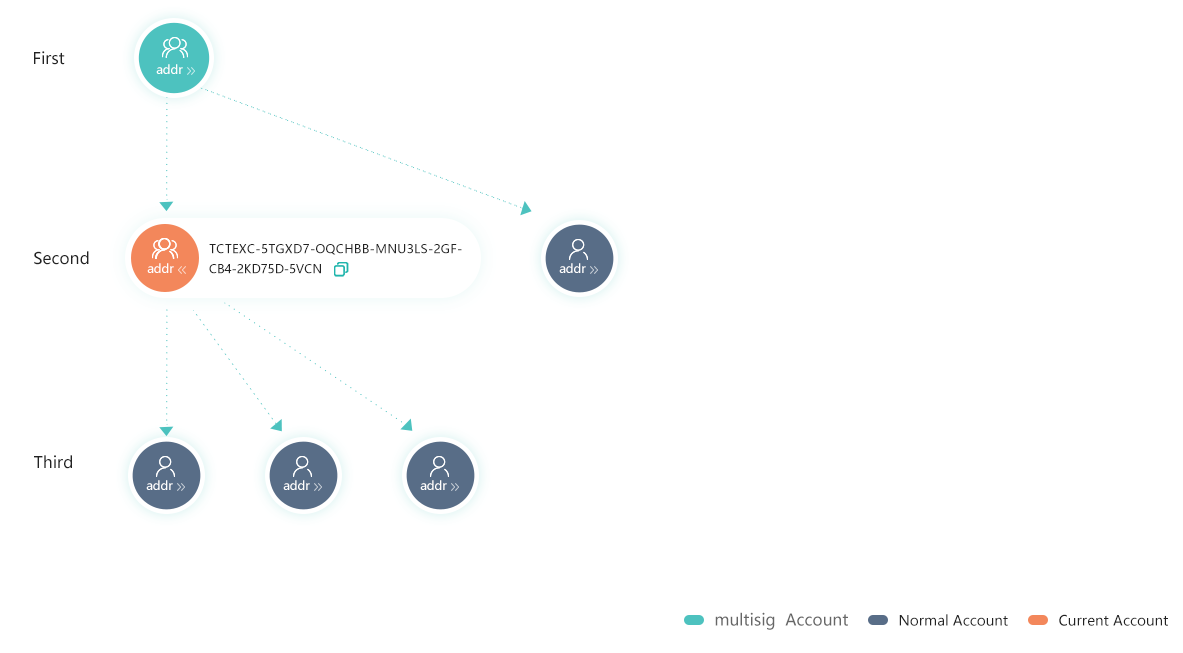 First
addr »
Second
addr «
TCTEXC-5TGXD7-OQCHBB-MNU3LS-2GF-
CB4-2KD75D-5VCN
addr »
Third
addr »
addr »
addr »
multisig Account
Normal Account
Current Account